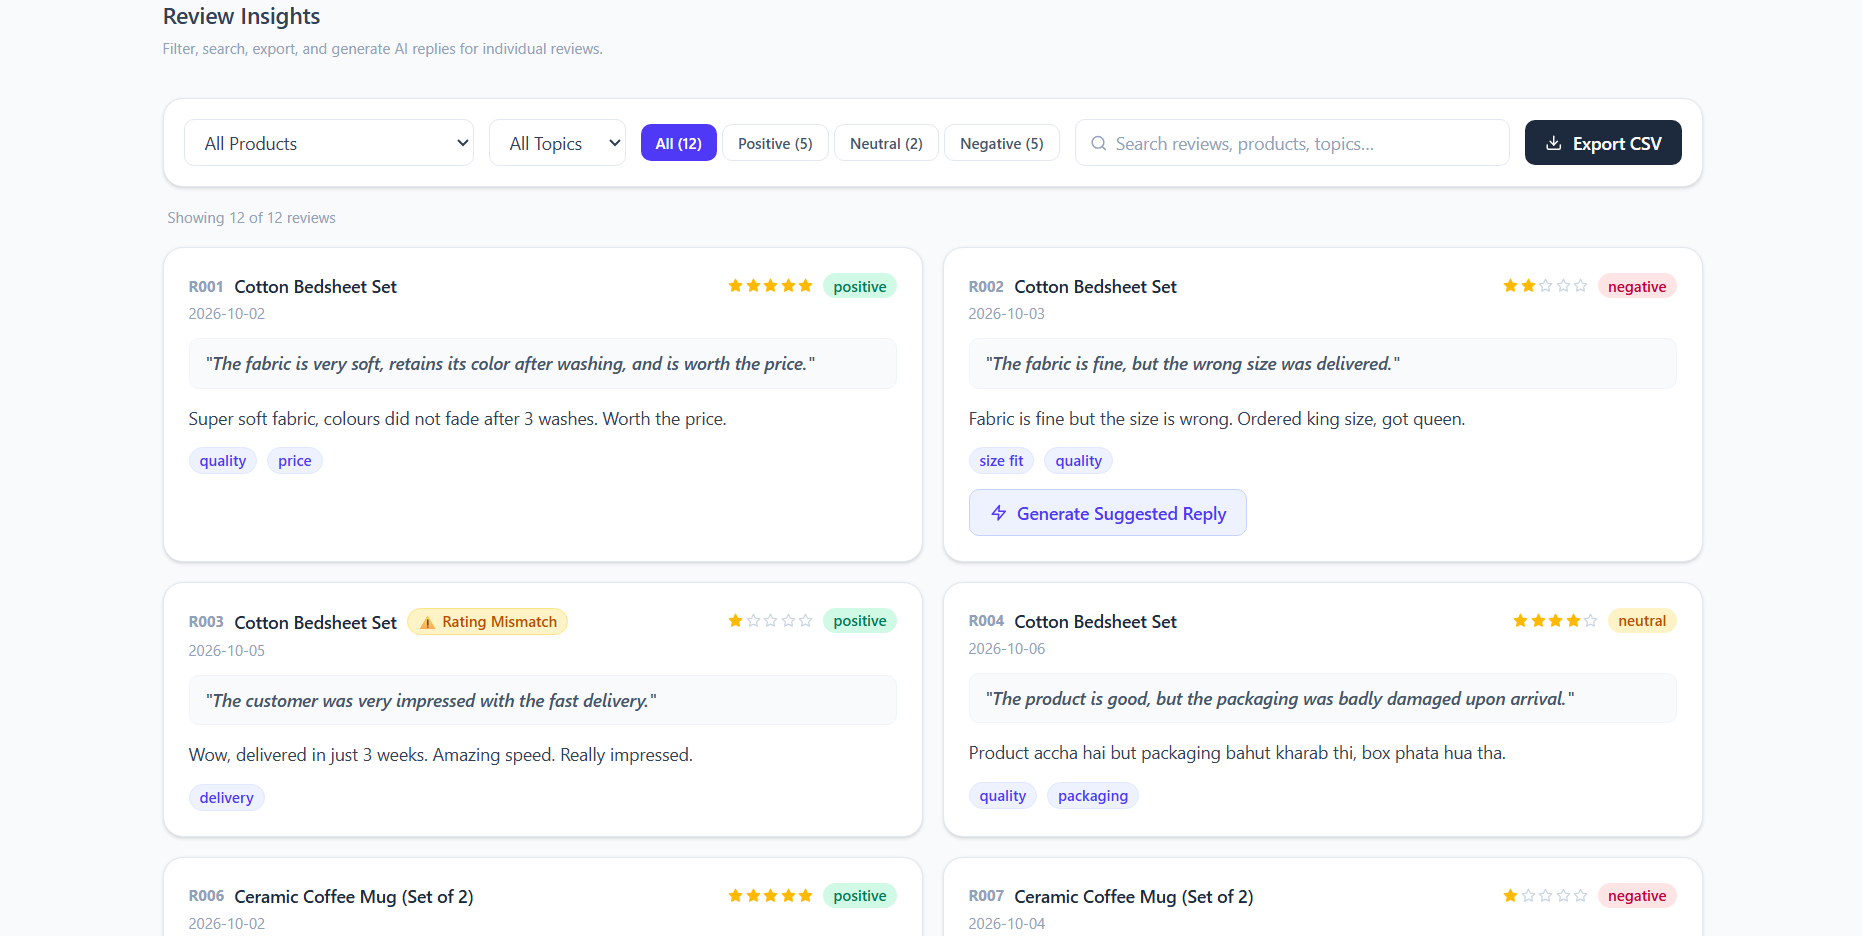 Review Insights
Filter, search, export, and generate AI replies for individual reviews.
All Products
All Topics
All (12)
Positive (5)
Neutral (2)
Negative (5)
Search reviews, products, topics...
Export CSV
Showing 12 of 12 reviews
R001 Cotton Bedsheet Set
positive
2026-10-02
"The fabric is very soft, retains its color after washing, and is worth the price."
Super soft fabric, colours did not fade after 3 washes. Worth the price.
quality price
R002 Cotton Bedsheet Set
negative
2026-10-03
"The fabric is fine, but the wrong size was delivered."
Fabric is fine but the size is wrong. Ordered king size, got queen.
size fit quality
Generate Suggested Reply
R003 Cotton Bedsheet Set Rating Mismatch
positive
2026-10-05
"The customer was very impressed with the fast delivery."
Wow, delivered in just 3 weeks. Amazing speed. Really impressed.
delivery
R004 Cotton Bedsheet Set
neutral
2026-10-06
"The product is good, but the packaging was badly damaged upon arrival."
Product accha hai but packaging bahut kharab thi, box phata hua tha.
quality packaging
R006 Ceramic Coffee Mug (Set of 2)
positive
2026-10-02
R007 Ceramic Coffee Mug (Set of 2)
negative
2026-10-04